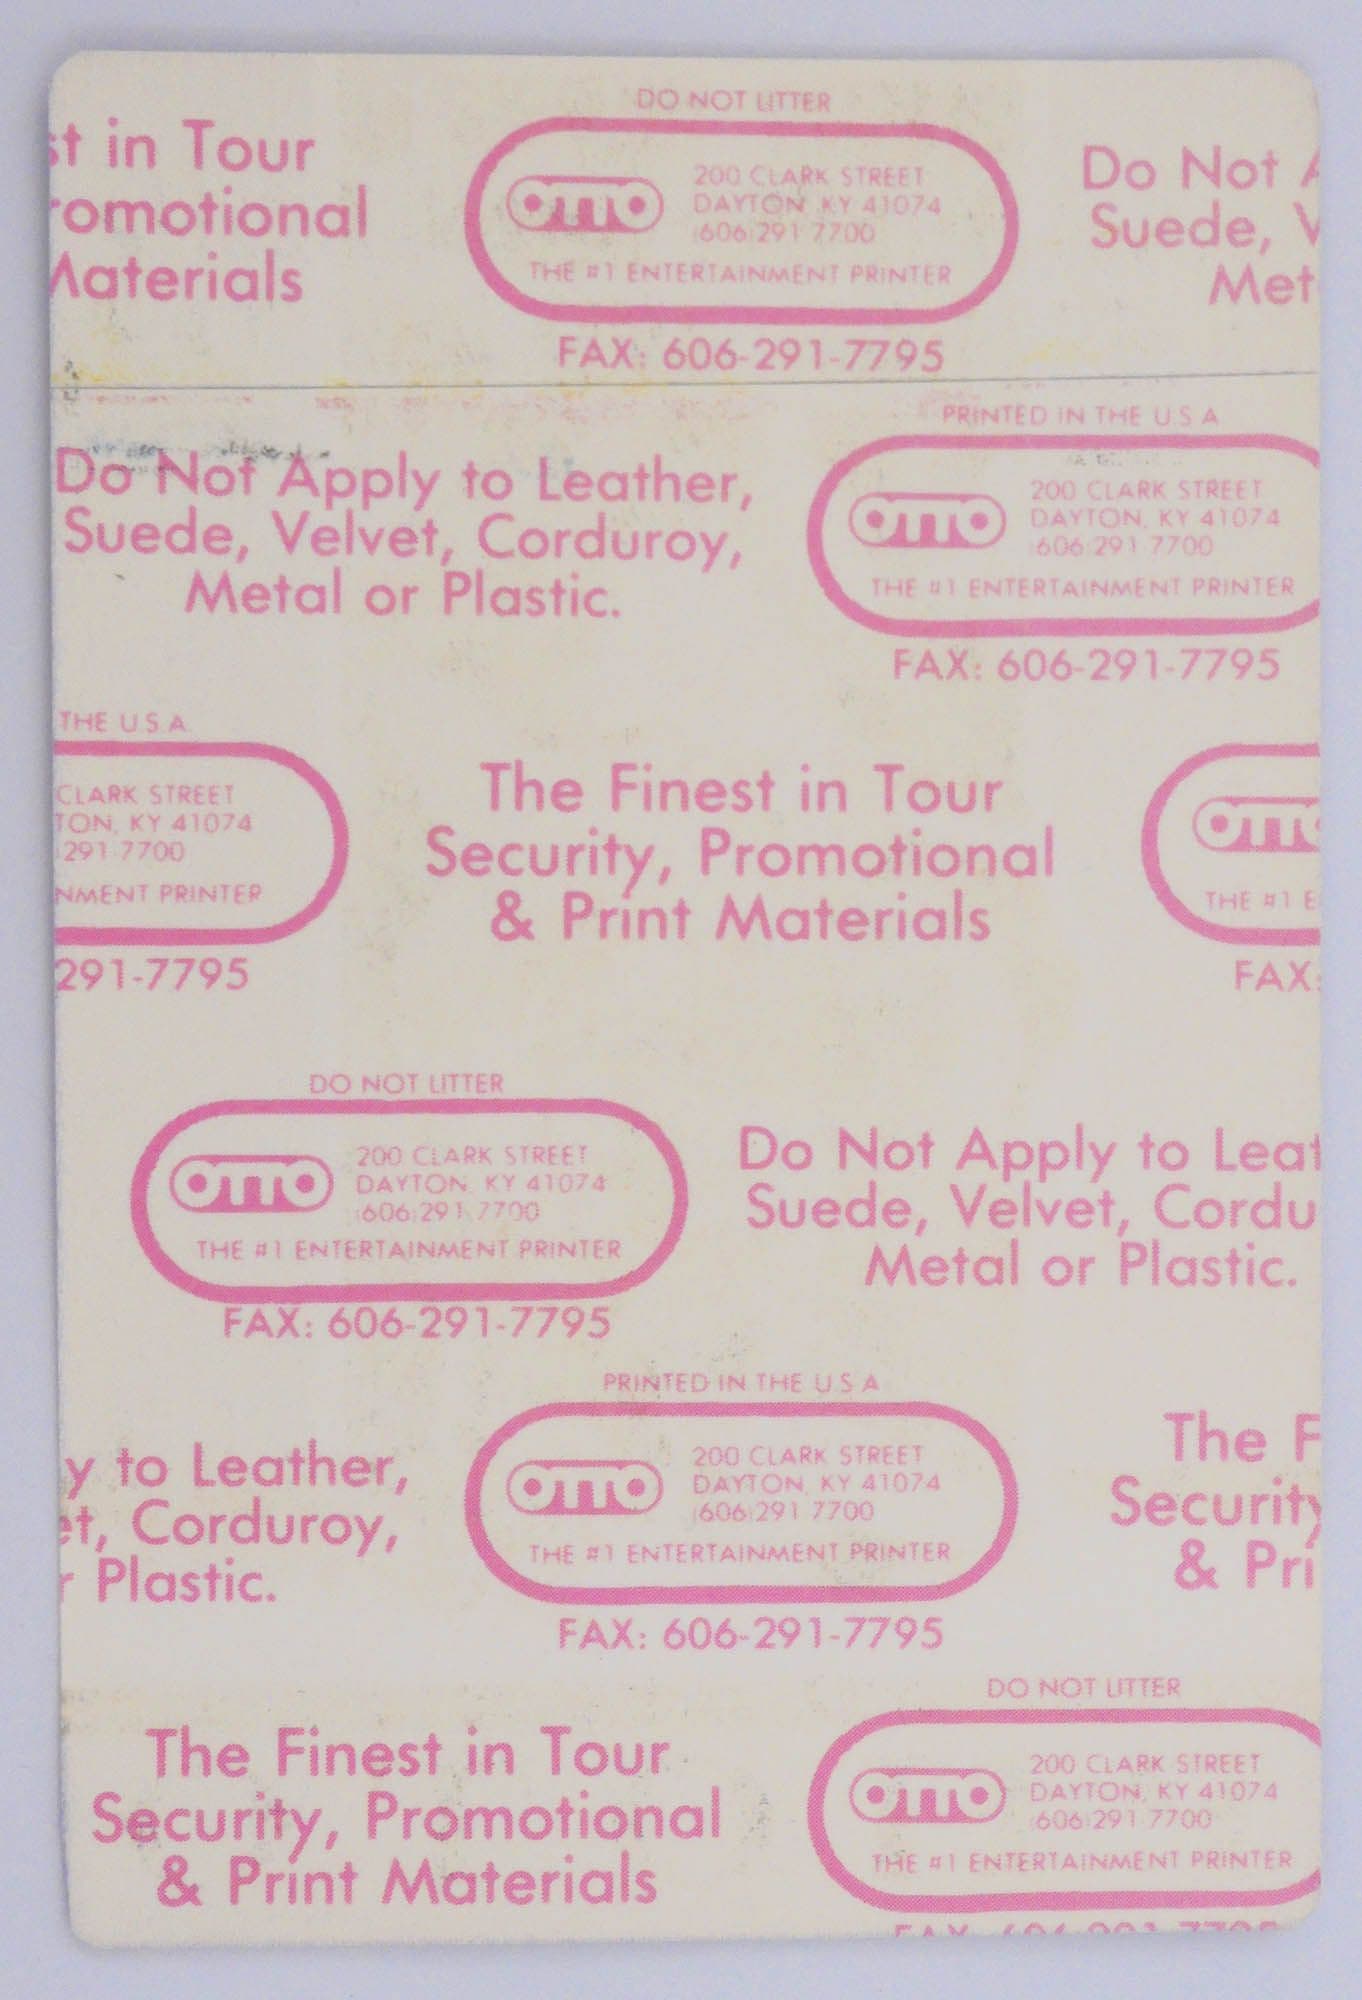 DO NOT LITTER
st in Tour
romotional
Materials
OTTO
200 CLARK STREET
DAYTON KY 41074
(606)291 7700
THE #1 ENTERTAINMENT PRINTER
FAX: 606-291-7795
Do Not A
Suede, V
Met
PRINTED IN THE U.S.A
Do Not Apply to Leather,
Suede, Velvet, Corduroy,
Metal or Plastic.
OTTO
200 CLARK STREET
DAYTON, KY 41074
(606)291 7700
THE #1 ENTERTAINMENT PRINTER
FAX: 606-291-7795
THE U.S.A.
CLARK STREET
TON, KY 41074
291-7700
NMENT PRINTER
291-7795
The Finest in Tour
Security, Promotional
& Print Materials
OTTO
THE #1 E
FAX:
DO NOT LITTER
OTTO
200 CLARK STREET
DAYTON, KY 41074
(606)291 7700
THE #1 ENTERTAINMENT PRINTER
FAX: 606-291-7795
Do Not Apply to Leat
Suede, Velvet, Cordu
Metal or Plastic.
PRINTED IN THE U.S.A
y to Leather,
et, Corduroy,
r Plastic.
OTTO
200 CLARK STREET
DAYTON, KY 41074
(606)291 7700
THE #1 ENTERTAINMENT PRINTER
FAX: 606-291-7795
The F
Security
& Pri
DO NOT LITTER
The Finest in Tour
Security, Promotional
& Print Materials
OTTO
200 CLARK STREET
DAYTON, KY 41074
(606)291 7700
THE #1 ENTERTAINMENT PRINTER
FAX: 606-291-7795